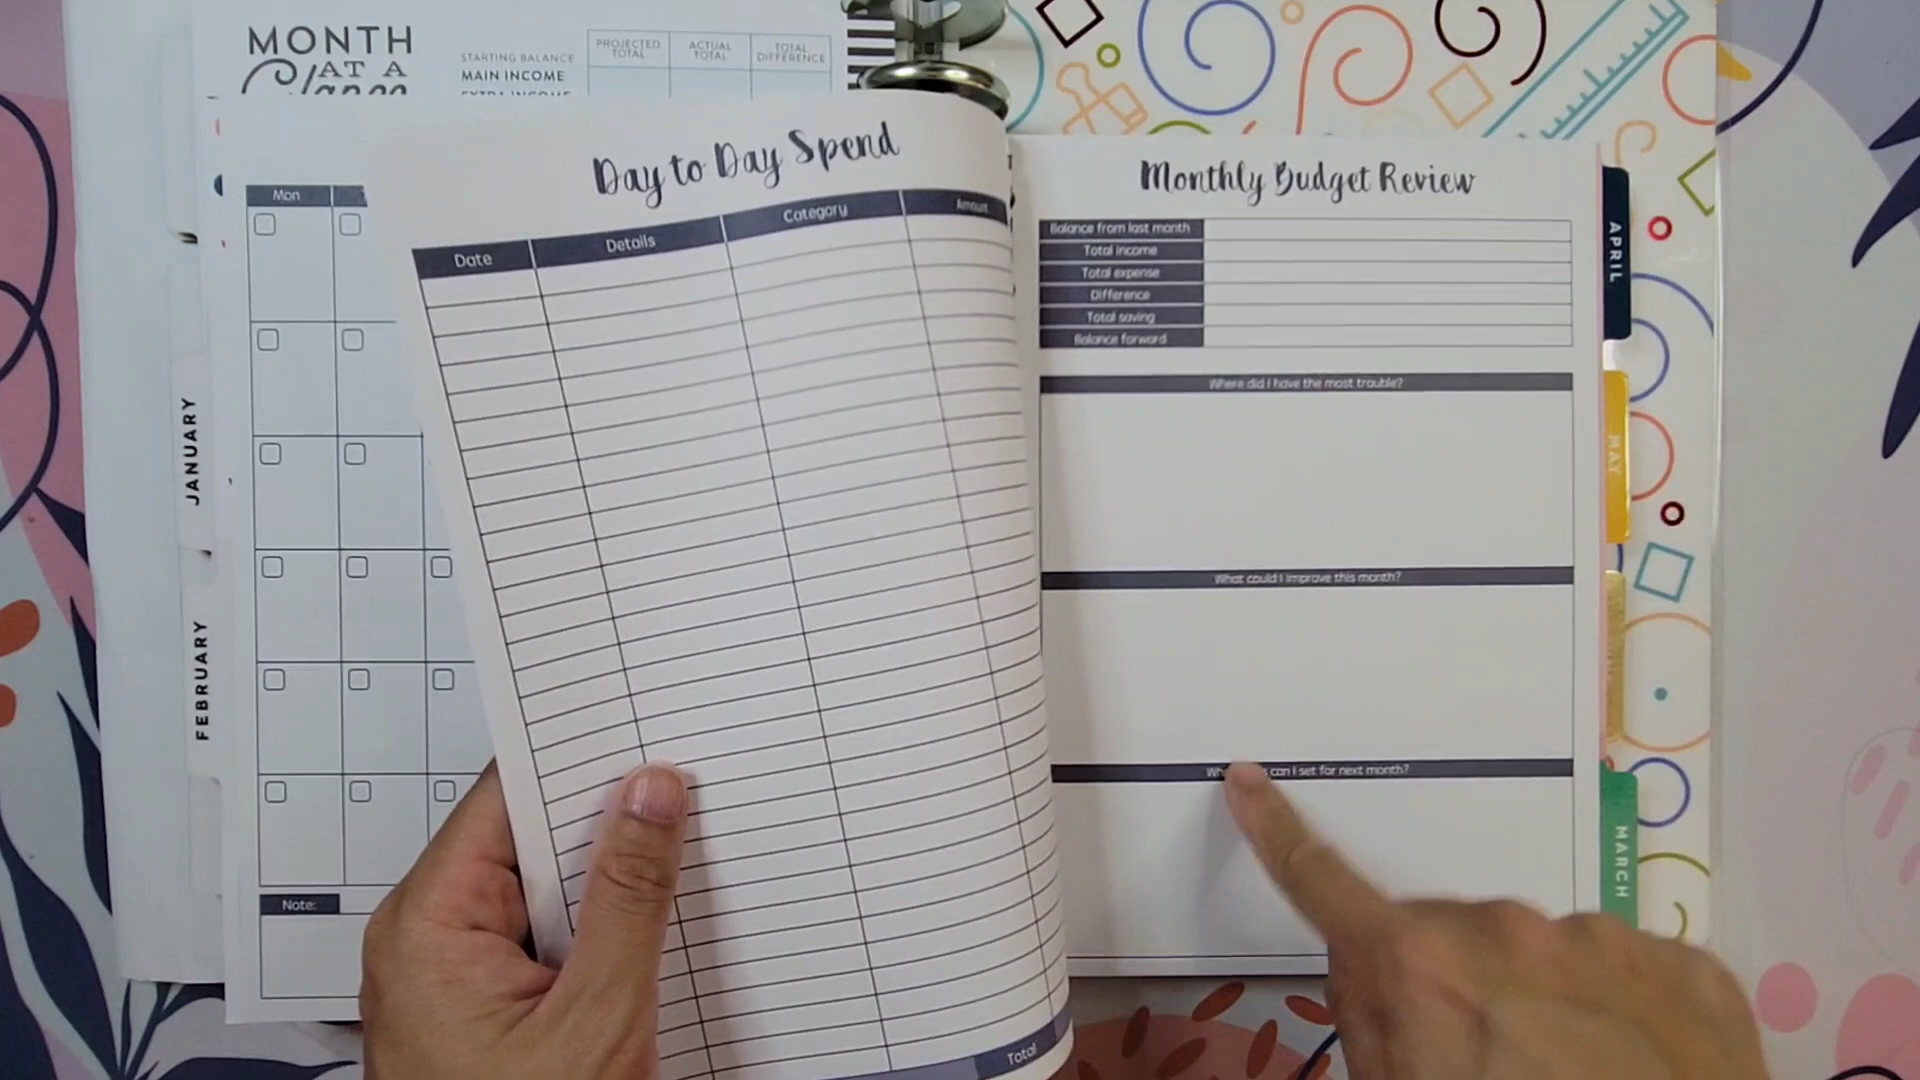 MONTH
AT A
glance
STARTING BALANCE
MAIN INCOME
EXTRA INCOME
PROJECTED TOTAL
ACTUAL TOTAL
TOTAL DIFFERENCE
Mon
Note:
JANUARY
FEBRUARY
Day to Day Spend
Date Details Category Amount
Total
Monthly Budget Review
Balance from last month
Total income
Total expense
Difference
Total saving
Balance forward
Where did I have the most trouble?
What could I improve this month?
can I set for next month?
APRIL
MAY
MARCH